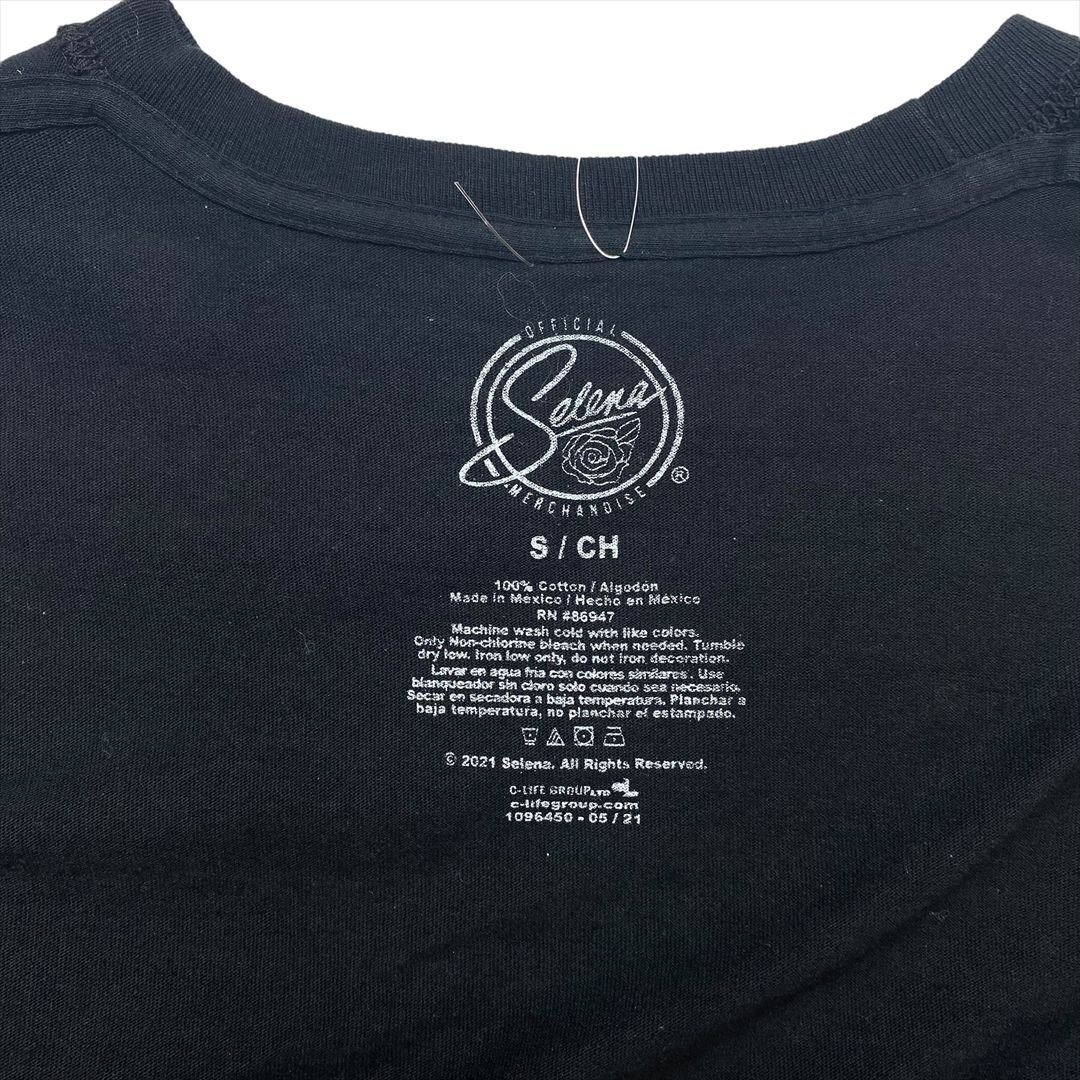 OFFICIAL
Selena
®
MERCHANDISE
S / CH
100% Cotton / Algodón
Made in México / Hecho en México
RN #86947
Machine wash cold with like colors.
Only Non-chlorine bleach when needed. Tumble
dry low. Iron low only, do not iron decoration.
Lavar en agua fria con colores similares. Use
blanqueador sin cloro solo cuando sea necesario.
Secar en secadora a baja temperatura. Planchar a
baja temperatura, no planchar el estampado.
© 2021 Selena. All Rights Reserved.
C-LIFE GROUP LTD
c-lifegroup.com
1096450 - 05 / 21